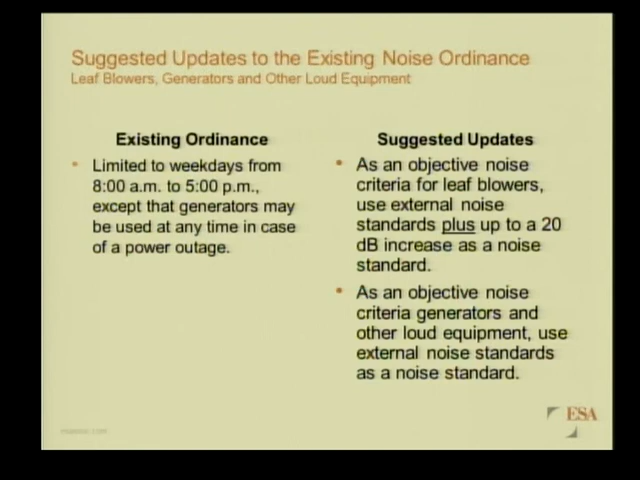 Suggested Updates to the Existing Noise Ordinance
Leaf Blowers, Generators and Other Loud Equipment
Existing Ordinance
Limited to weekdays from
8:00 a.m. to 5:00 p.m.,
except that generators may
be used at any time in case
of a power outage.
Suggested Updates
As an objective noise
criteria for leaf blowers,
use external noise
standards plus up to a 20
dB increase as a noise
standard.
As an objective noise
criteria generators and
other loud equipment, use
external noise standards
as a noise standard.
ESA